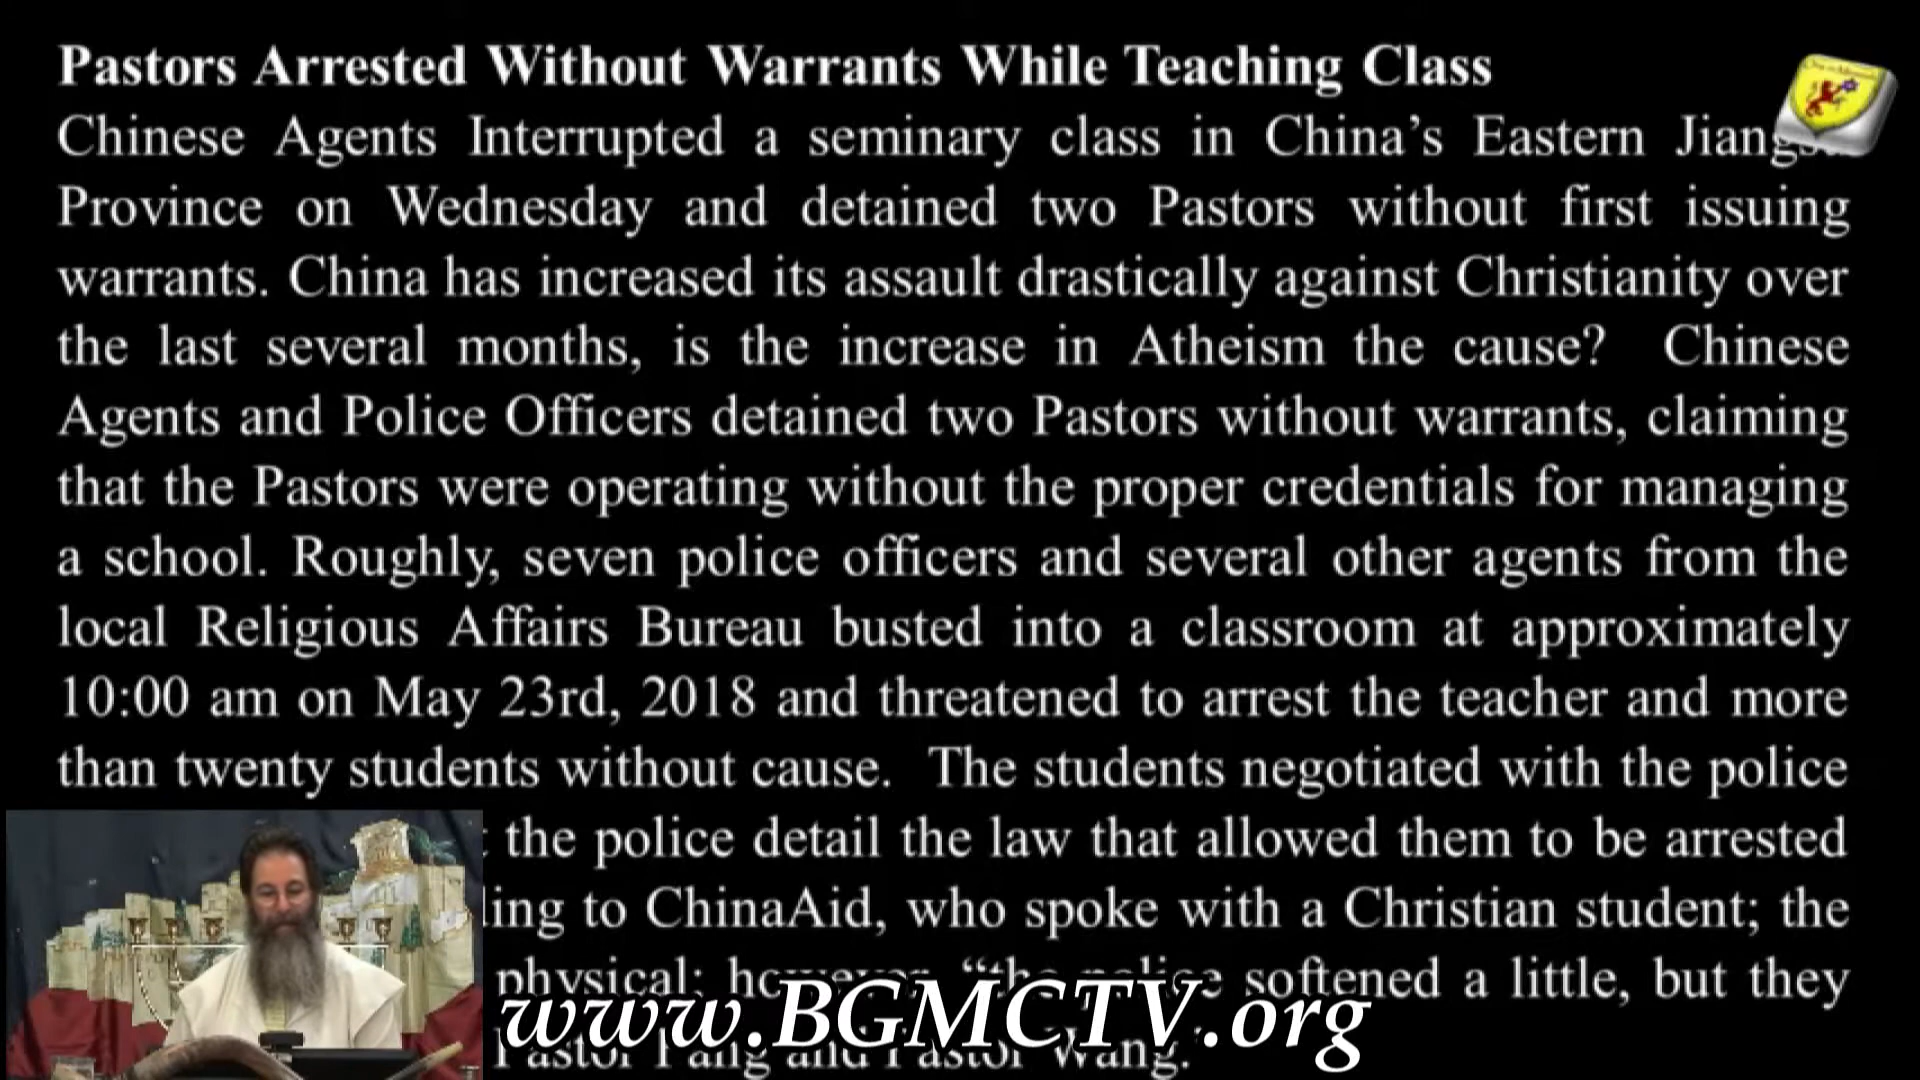 Pastors Arrested Without Warrants While Teaching Class
Chinese Agents Interrupted a seminary class in China's Eastern
Province on Wednesday and detained two Pastors without first issuing
warrants. China has increased its assault drastically against Christianity over
the last several months, is the increase in Atheism the cause? Chinese
Agents and Police Officers detained two Pastors without warrants, claiming
that the Pastors were operating without the proper credentials for managing
a school. Roughly, seven police officers and several other agents from the
local Religious Affairs Bureau busted into a classroom at approximately
10:00 am on May 23rd, 2018 and threatened to arrest the teacher and more
than twenty students without cause. The students negotiated with the police
the police detail the law that allowed them to be arrested
to ChinaAid, who spoke with a Christian student; the
physical; softened a little, but they
Pastor and Pastor Wang.
www.BGMCTV.org